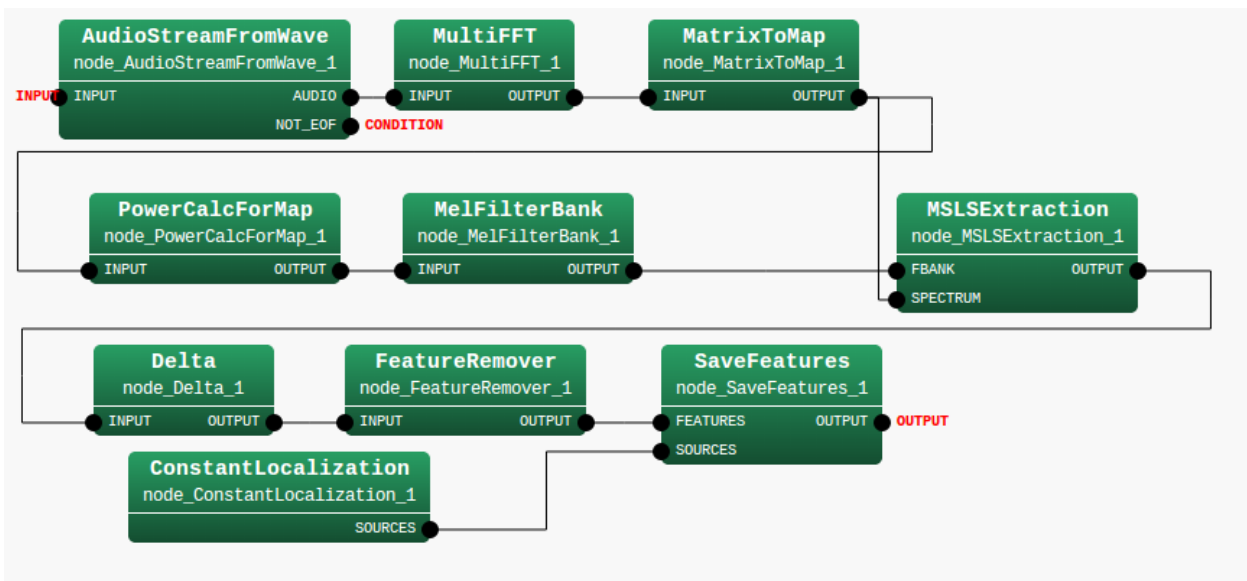 AudioStreamFromWave
node_AudioStreamFromWave_1
INPUT INPUT AUDIO
NOT_EOF CONDITION
MultiFFT
node_MultiFFT_1
INPUT OUTPUT
MatrixToMap
node_MatrixToMap_1
INPUT OUTPUT
PowerCalcForMap
node_PowerCalcForMap_1
INPUT OUTPUT
MelFilterBank
node_MelFilterBank_1
INPUT OUTPUT
MSLSExtraction
node_MSLSExtraction_1
FBANK OUTPUT
SPECTRUM
Delta
node_Delta_1
INPUT OUTPUT
FeatureRemover
node_FeatureRemover_1
INPUT OUTPUT
SaveFeatures
node_SaveFeatures_1
FEATURES OUTPUT OUTPUT
SOURCES
ConstantLocalization
node_ConstantLocalization_1
SOURCES